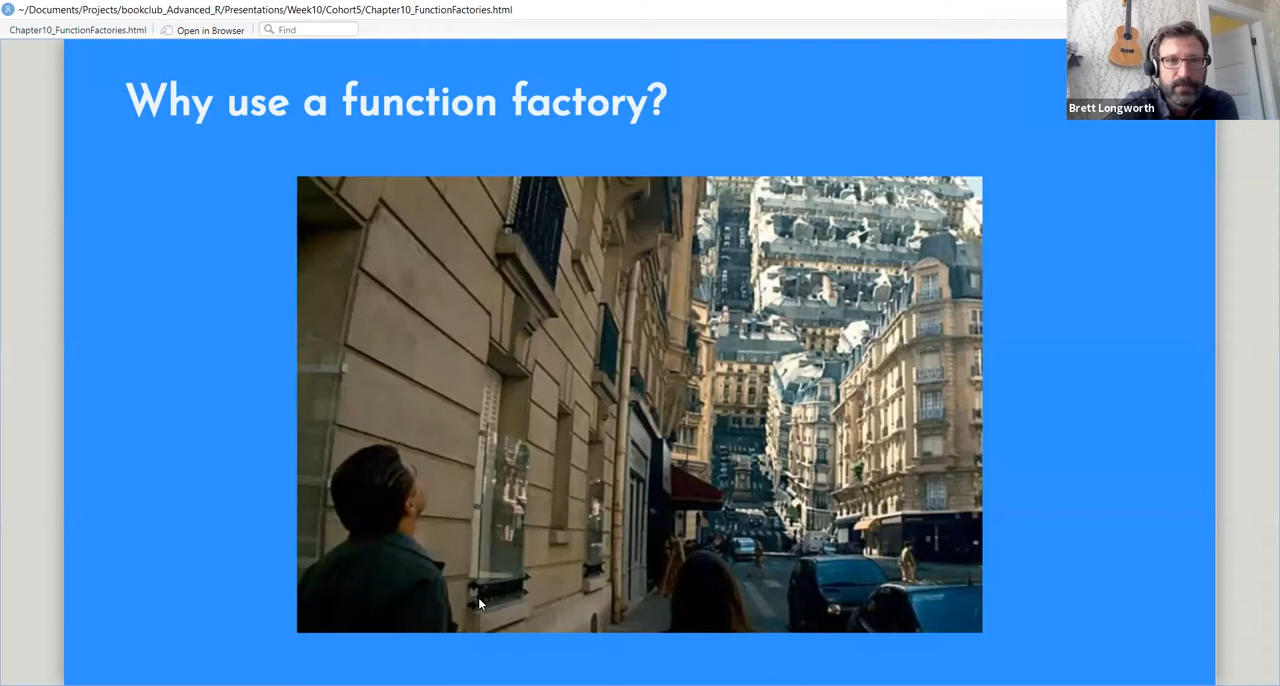 ~/Documents/Projects/bookclub_Advanced_R/Presentations/Week10/Cohort5/Chapter10_FunctionFactories.html
Chapter10_FunctionFactories.html Open in Browser Find
Why use a function factory?
Brett Longworth